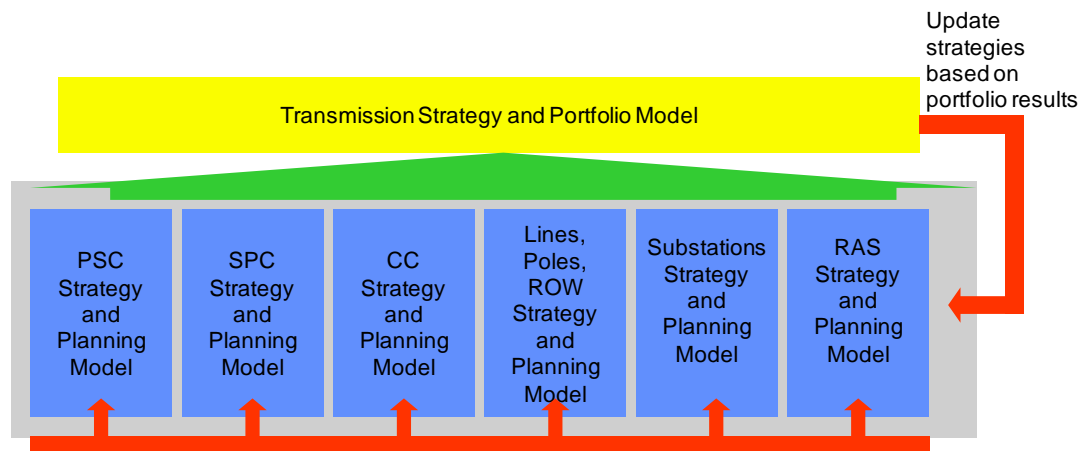 Update
strategies
based on
portfolio results
Transmission Strategy and Portfolio Model
PSC
Strategy
and
Planning
Model
SPC
Strategy
and
Planning
Model
CC
Strategy
and
Planning
Model
Lines,
Poles,
ROW
Strategy
and
Planning
Model
Substations
Strategy
and
Planning
Model
RAS
Strategy
and
Planning
Model